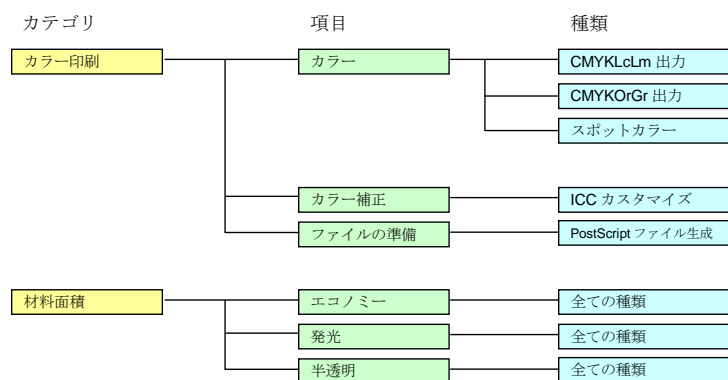 カテゴリ 項目 種類
カラー印刷 カラー CMYKLcLm 出力
CMYKOrGr 出力
スポットカラー
カラー補正 ICC カスタマイズ
ファイルの準備 PostScript ファイル生成
材料面積 エコノミー 全ての種類
発光 全ての種類
半透明 全ての種類